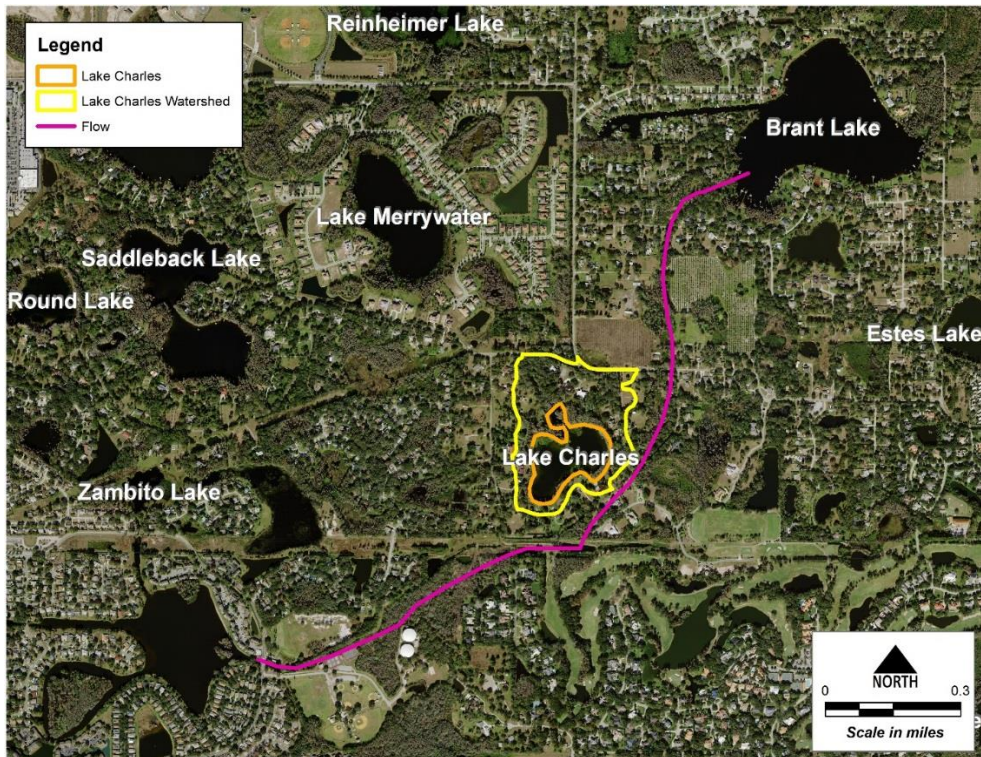 Reinheimer Lake
Legend
Lake Charles
Lake Charles Watershed
Flow
Brant Lake
Lake Merrywater
Saddleback Lake
Round Lake
Estes Lake
Lake Charles
Zambito Lake
NORTH
0 0.3
Scale in miles